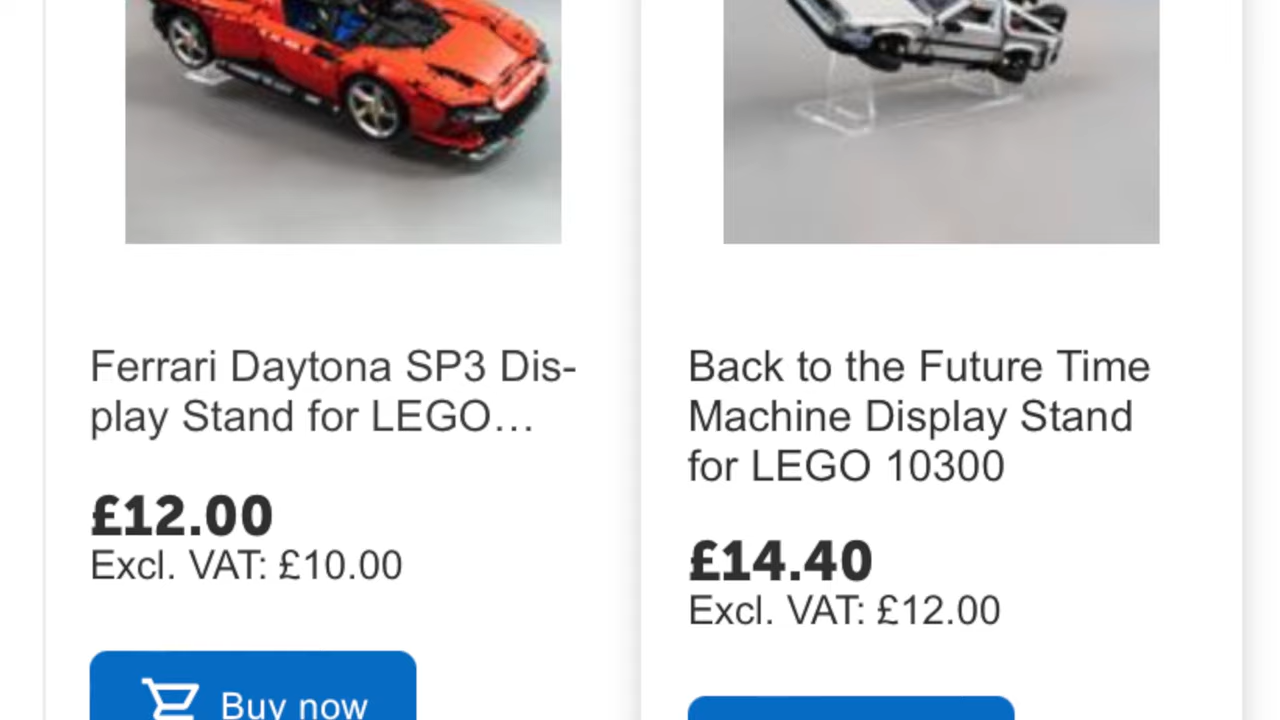 Ferrari Daytona SP3 Dis-
play Stand for LEGO…
£12.00
Excl. VAT: £10.00
Buy now
Back to the Future Time
Machine Display Stand
for LEGO 10300
£14.40
Excl. VAT: £12.00